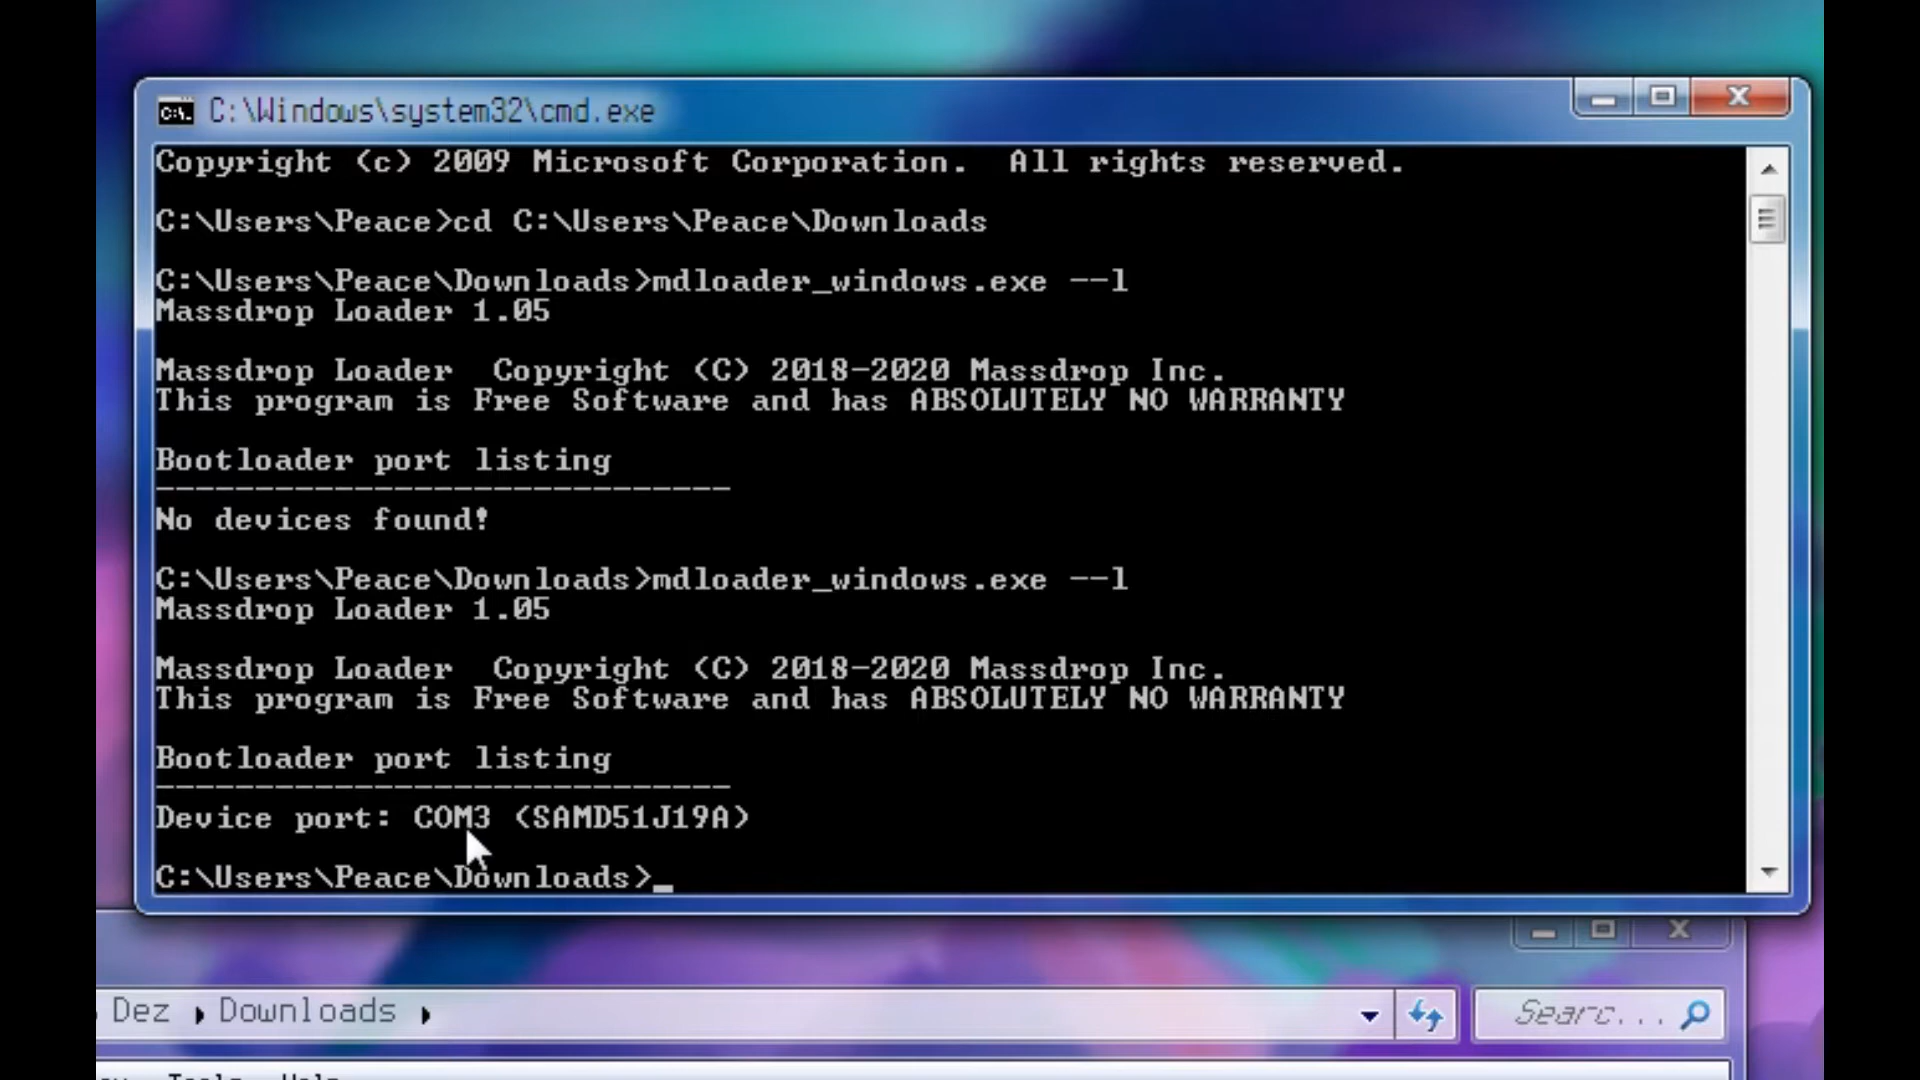 C:\Windows\system32\cmd.exe
Copyright (c) 2009 Microsoft Corporation.  All rights reserved.
C:\Users\Peace>cd C:\Users\Peace\Downloads
C:\Users\Peace\Downloads>mdloader_windows.exe --l
Massdrop Loader 1.05
Massdrop Loader  Copyright (C) 2018-2020 Massdrop Inc.
This program is Free Software and has ABSOLUTELY NO WARRANTY
Bootloader port listing
-----------------------------
No devices found!
C:\Users\Peace\Downloads>mdloader_windows.exe --l
Massdrop Loader 1.05
Massdrop Loader  Copyright (C) 2018-2020 Massdrop Inc.
This program is Free Software and has ABSOLUTELY NO WARRANTY
Bootloader port listing
-----------------------------
Device port: COM3 (SAMD51J19A)
C:\Users\Peace\Downloads>_
Dez Downloads
Searc...
Tools Help